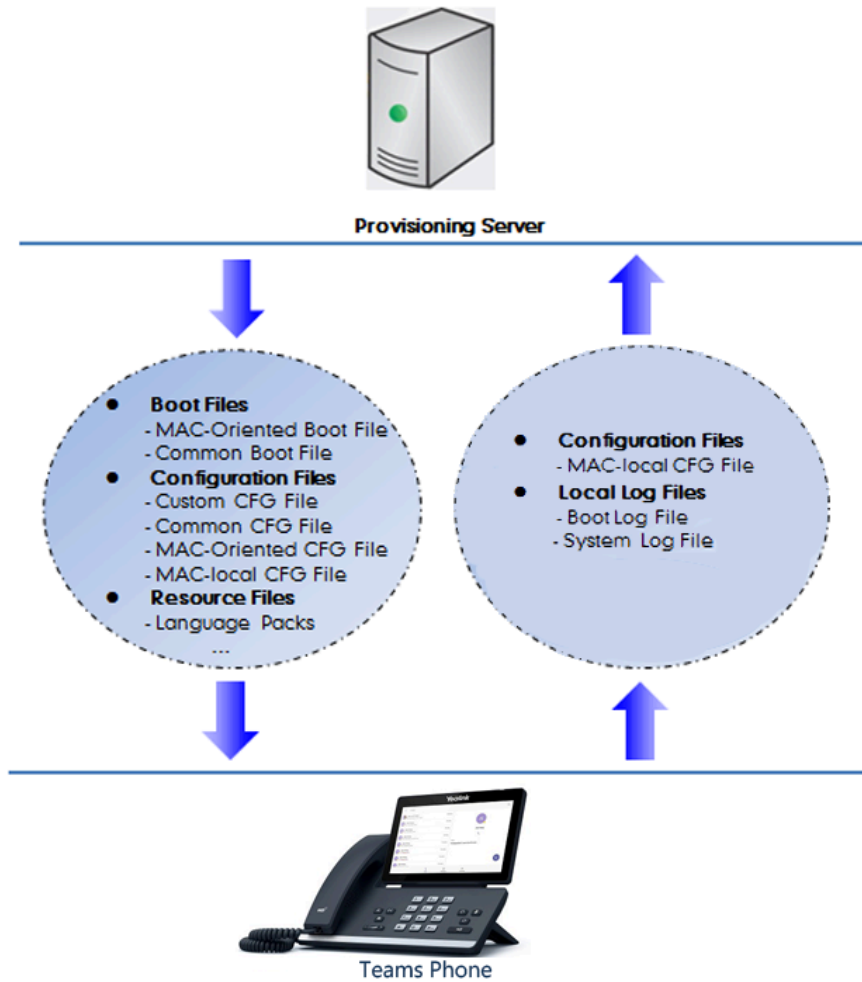 Provisioning Server
● Boot Files
- MAC-Oriented Boot File
- Common Boot File
● Configuration Files
- Custom CFG File
- Common CFG File
- MAC-Oriented CFG File
- MAC-local CFG File
● Resource Files
- Language Packs
...
● Configuration Files
- MAC-local CFG File
● Local Log Files
- Boot Log File
- System Log File
Yealink
Teams Phone